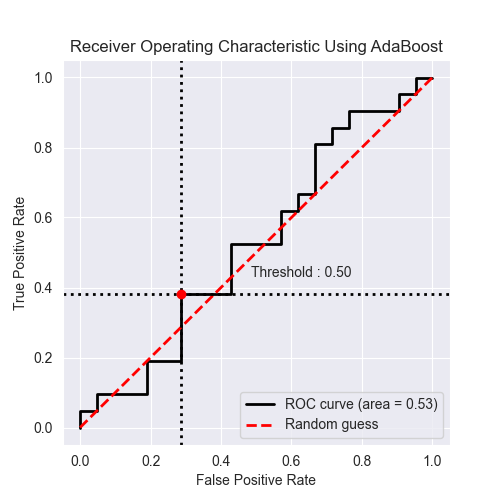 Receiver Operating Characteristic Using AdaBoost
True Positive Rate
1.0
0.8
0.6
0.4
0.2
0.0
Threshold : 0.50
ROC curve (area = 0.53)
Random guess
0.0 0.2 0.4 0.6 0.8 1.0
False Positive Rate